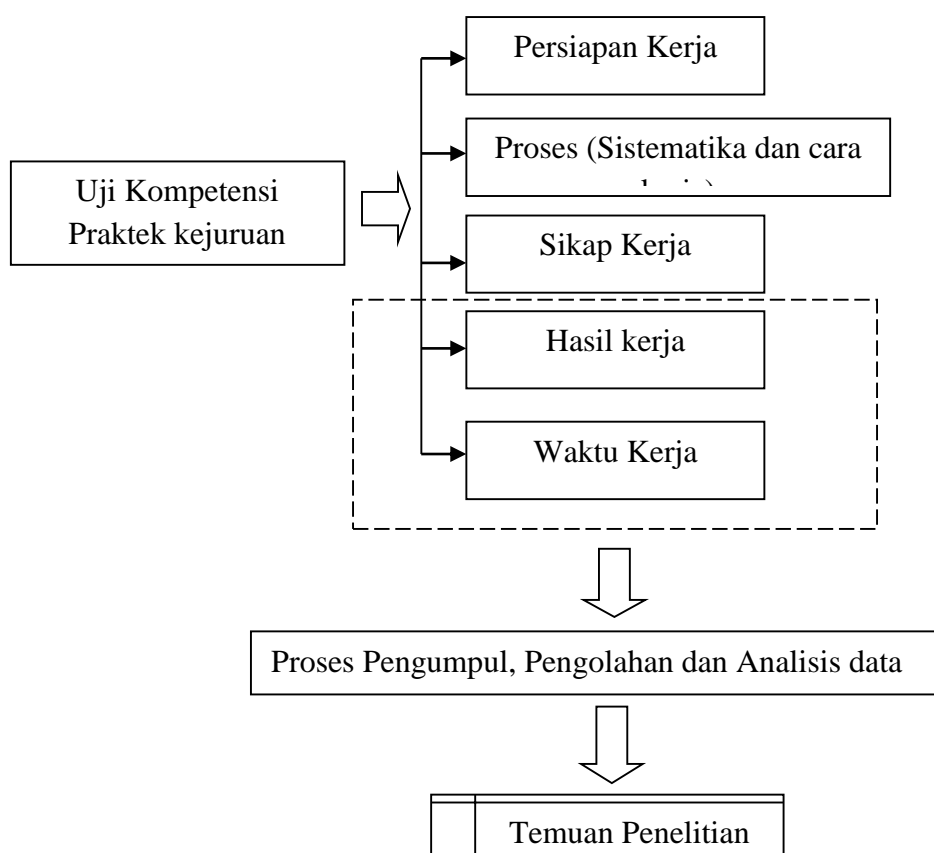 Persiapan Kerja
Proses (Sistematika dan cara
Uji Kompetensi
Praktek kejuruan
Sikap Kerja
Hasil kerja
Waktu Kerja
Proses Pengumpul, Pengolahan dan Analisis data
Temuan Penelitian